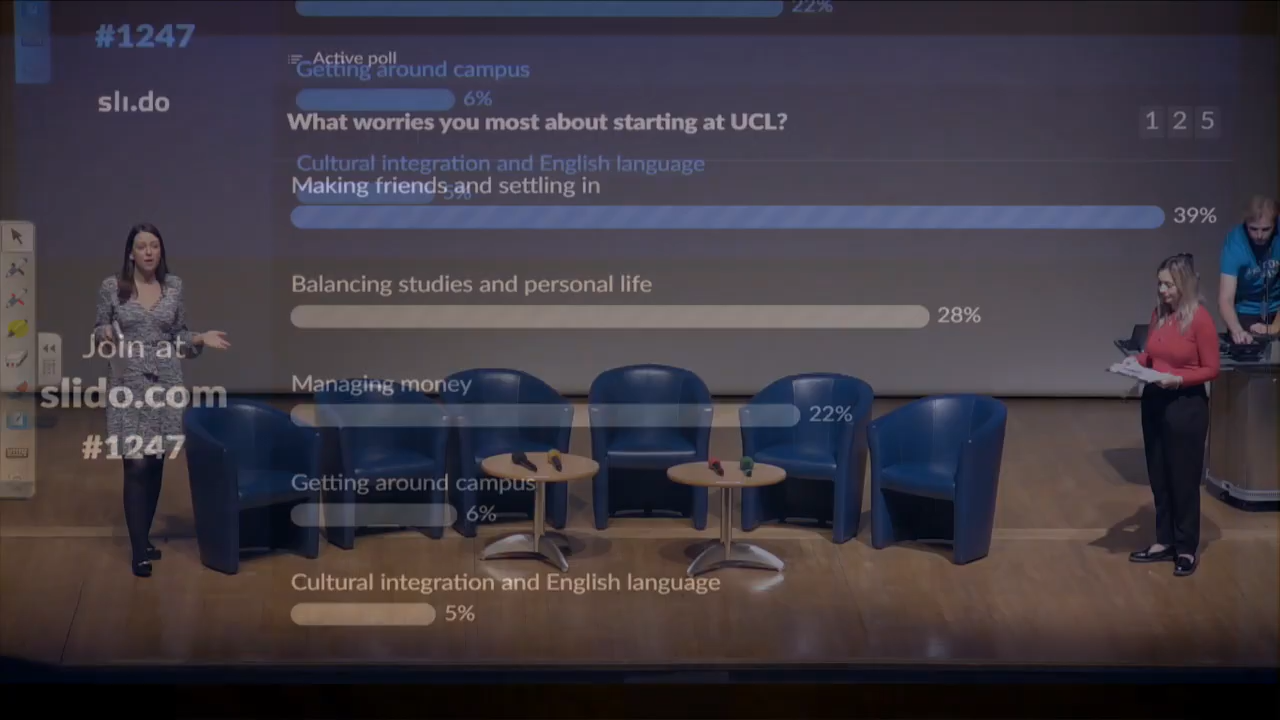 22%
#1247
Active poll
Getting around campus
6%
sli.do
What worries you most about starting at UCL?
1 2 5
Cultural integration and English language
5%
Making friends and settling in
39%
Balancing studies and personal life
28%
Join at
slido.com
#1247
Managing money
22%
Getting around campus
6%
Cultural integration and English language
5%